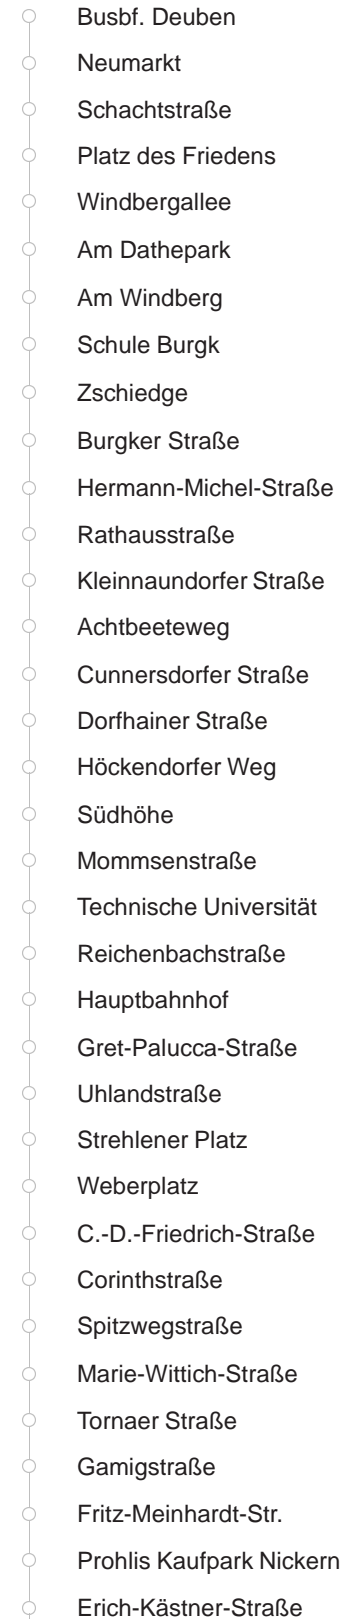 Busbf. Deuben
Neumarkt
Schachtstraße
Platz des Friedens
Windbergallee
Am Dathepark
Am Windberg
Schule Burgk
Zschiedge
Burgker Straße
Hermann-Michel-Straße
Rathausstraße
Kleinnaundorfer Straße
Achtbeeteweg
Cunnersdorfer Straße
Dorfhainer Straße
Höckendorfer Weg
Südhöhe
Mommsenstraße
Technische Universität
Reichenbachstraße
Hauptbahnhof
Gret-Palucca-Straße
Uhlandstraße
Strehlener Platz
Weberplatz
C.-D.-Friedrich-Straße
Corinthstraße
Spitzwegstraße
Marie-Wittich-Straße
Tornaer Straße
Gamigstraße
Fritz-Meinhardt-Str.
Prohlis Kaufpark Nickern
Erich-Kästner-Straße